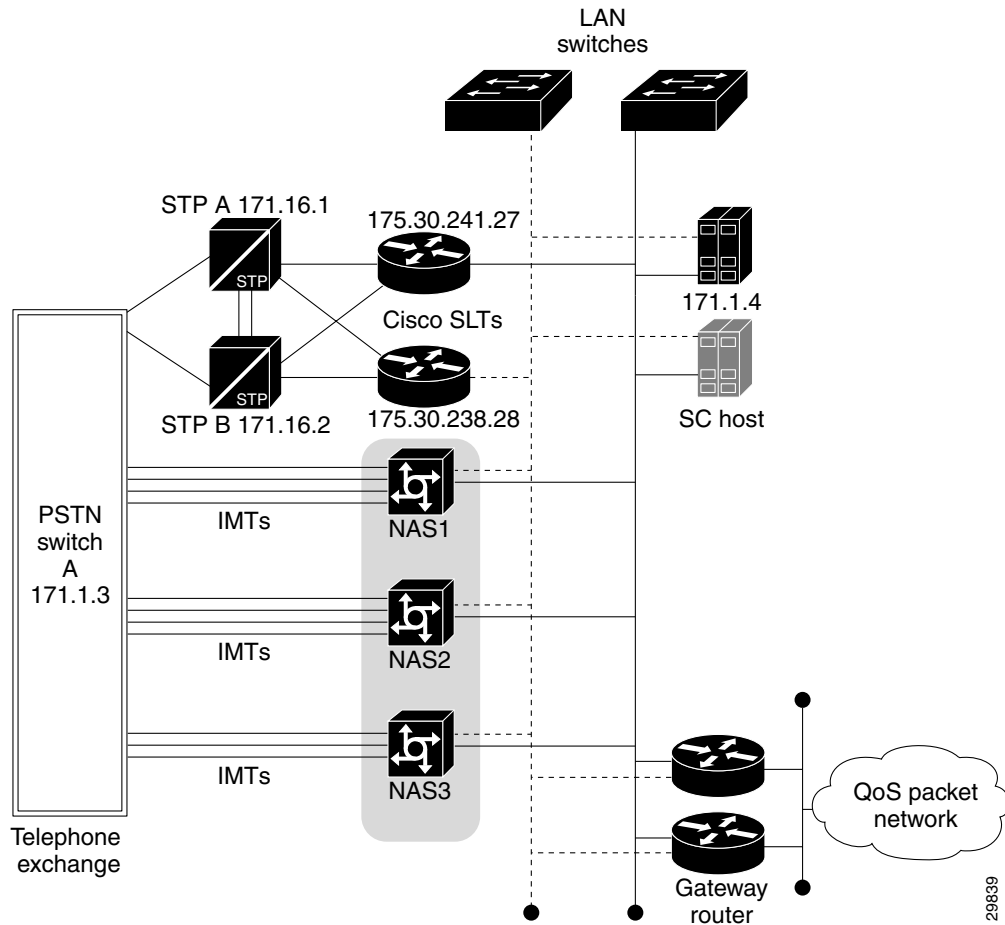 LAN
switches
STP A 171.16.1
175.30.241.27
STP
171.1.4
Cisco SLTs
STP
STP B 171.16.2
175.30.238.28
SC host
PSTN
switch
A
171.1.3
IMTs
NAS1
IMTs
NAS2
IMTs
NAS3
QoS packet
network
Telephone
exchange
Gateway
router
29839